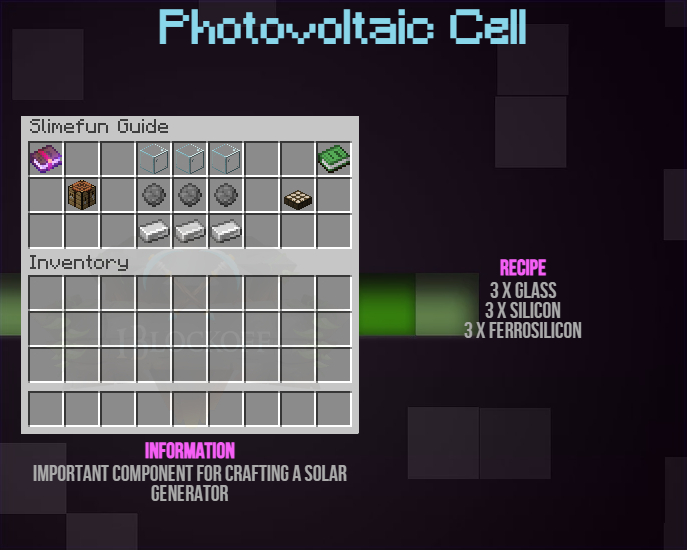 Photovoltaic Cell
Slimefun Guide
Inventory
BLOCKOFF
RECIPE
3 X GLASS
3 X SILICON
3 X FERROSILICON
INFORMATION
IMPORTANT COMPONENT FOR CRAFTING A SOLAR
GENERATOR